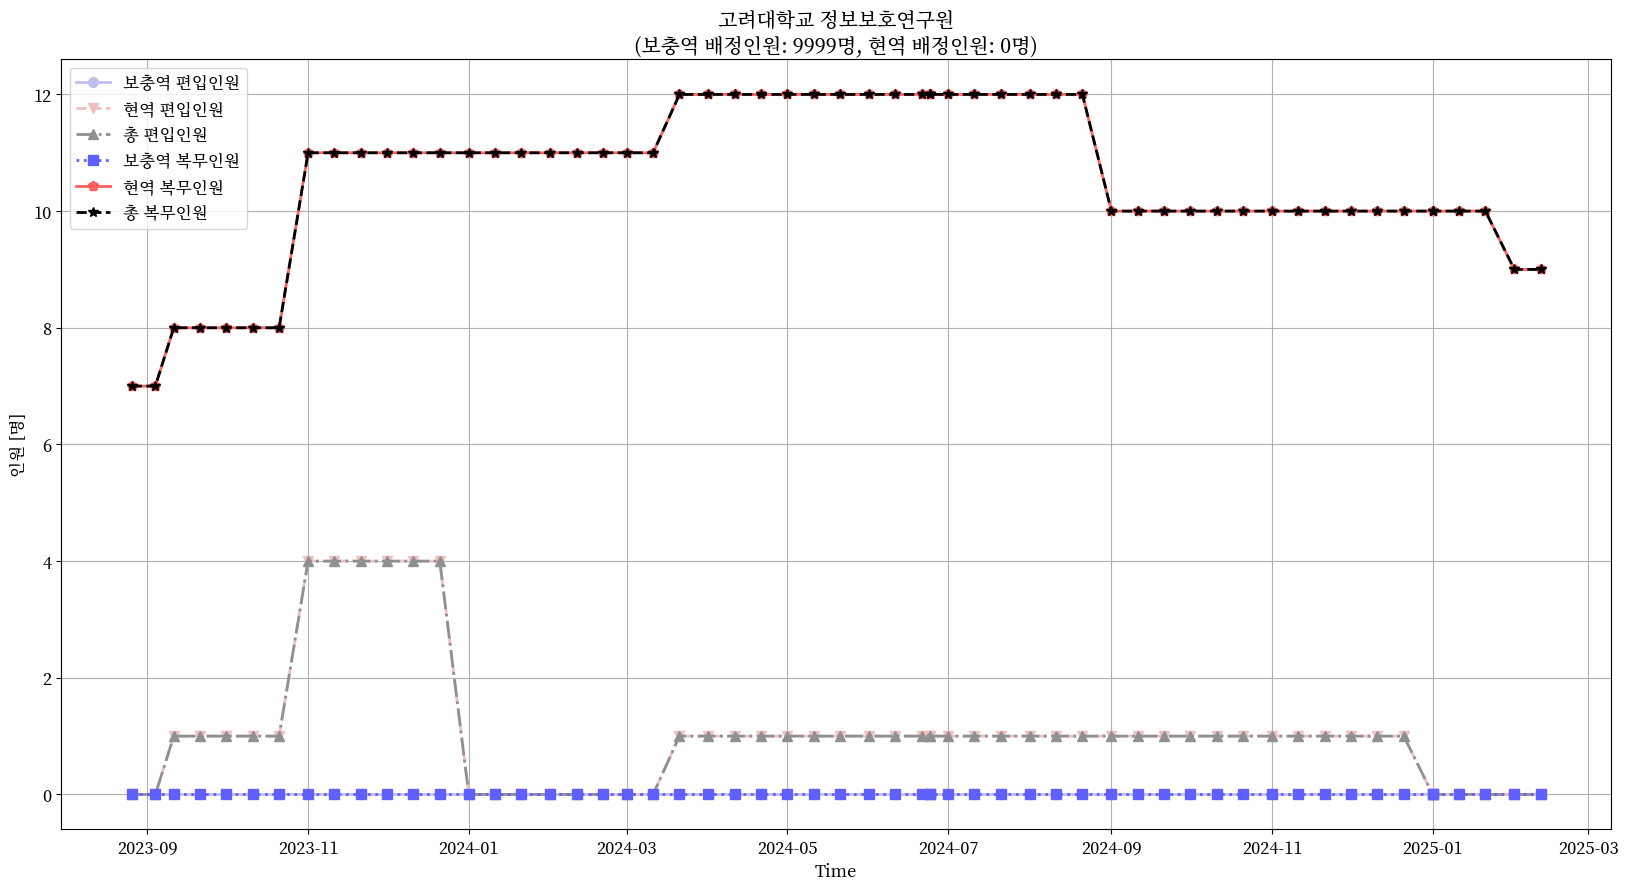 고려대학교 정보보호연구원
(보충역 배정인원: 9999명, 현역 배정인원: 0명)
보충역 편입인원
현역 편입인원
총 편입인원
보충역 복무인원
현역 복무인원
총 복무인원
12
10
8
6
4
2
0
인원 [명]
2023-09
2023-11
2024-01
2024-03
2024-05
2024-07
2024-09
2024-11
2025-01
2025-03
Time